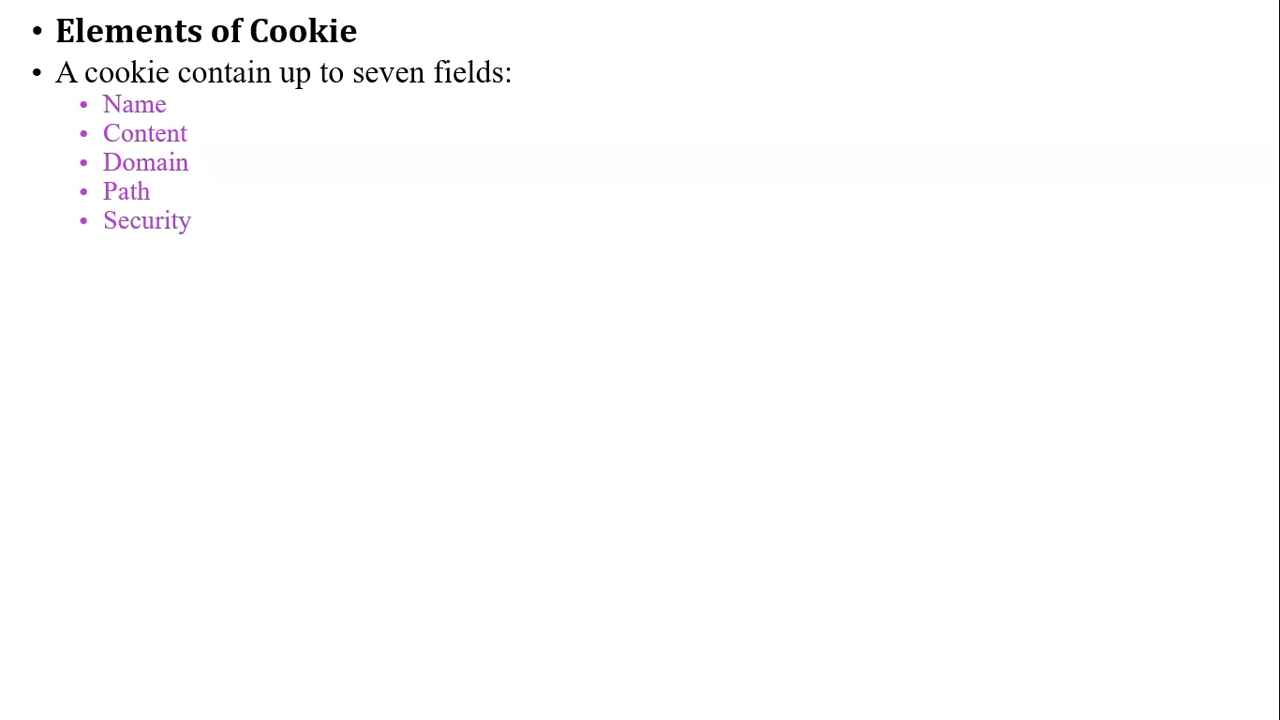 • Elements of Cookie
• A cookie contain up to seven fields:
• Name
• Content
• Domain
• Path
• Security